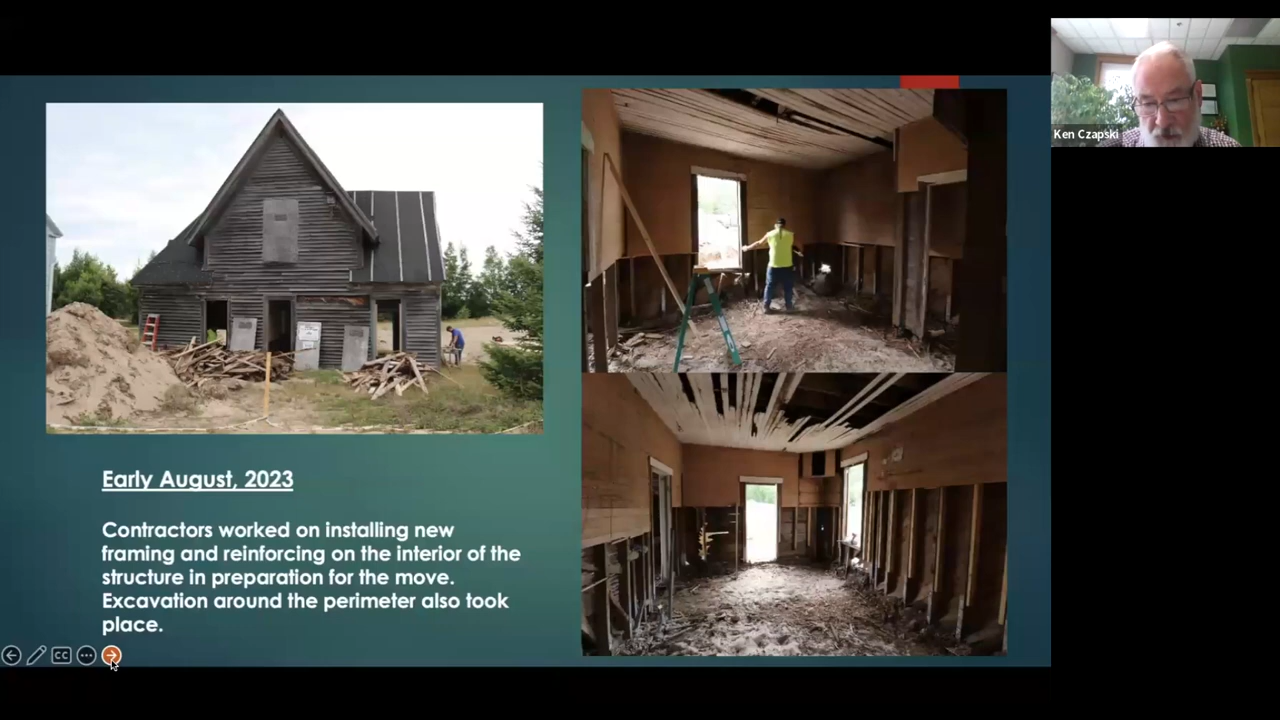 Ken Czapski
Early August, 2023
Contractors worked on installing new
framing and reinforcing on the interior of the
structure in preparation for the move.
Excavation around the perimeter also took
place.
CC